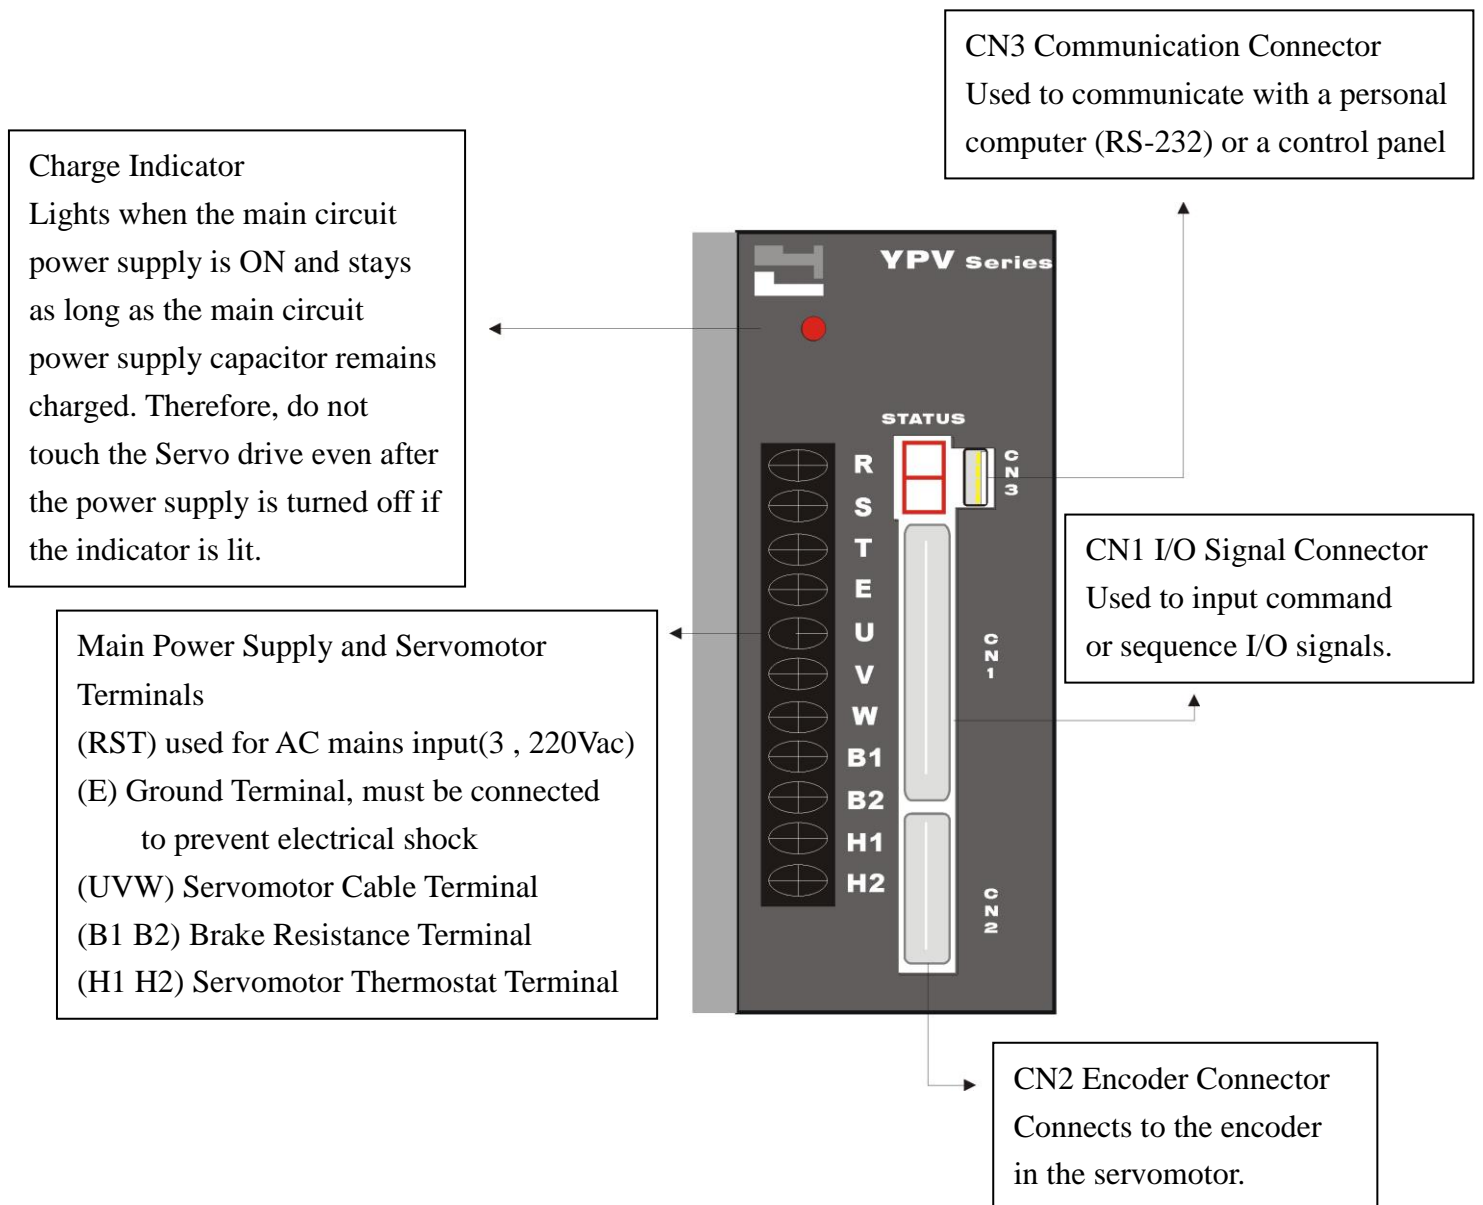 CN3 Communication Connector
Used to communicate with a personal
computer (RS-232) or a control panel
Charge Indicator
Lights when the main circuit
power supply is ON and stays
as long as the main circuit
power supply capacitor remains
charged. Therefore, do not
touch the Servo drive even after
the power supply is turned off if
the indicator is lit.
YPV Series
STATUS
R
S
T
E
U
V
W
B1
B2
H1
H2
CN3
CN1
CN2
CN1 I/O Signal Connector
Used to input command
or sequence I/O signals.
Main Power Supply and Servomotor
Terminals
(RST) used for AC mains input(3 , 220Vac)
(E) Ground Terminal, must be connected
to prevent electrical shock
(UVW) Servomotor Cable Terminal
(B1 B2) Brake Resistance Terminal
(H1 H2) Servomotor Thermostat Terminal
CN2 Encoder Connector
Connects to the encoder
in the servomotor.